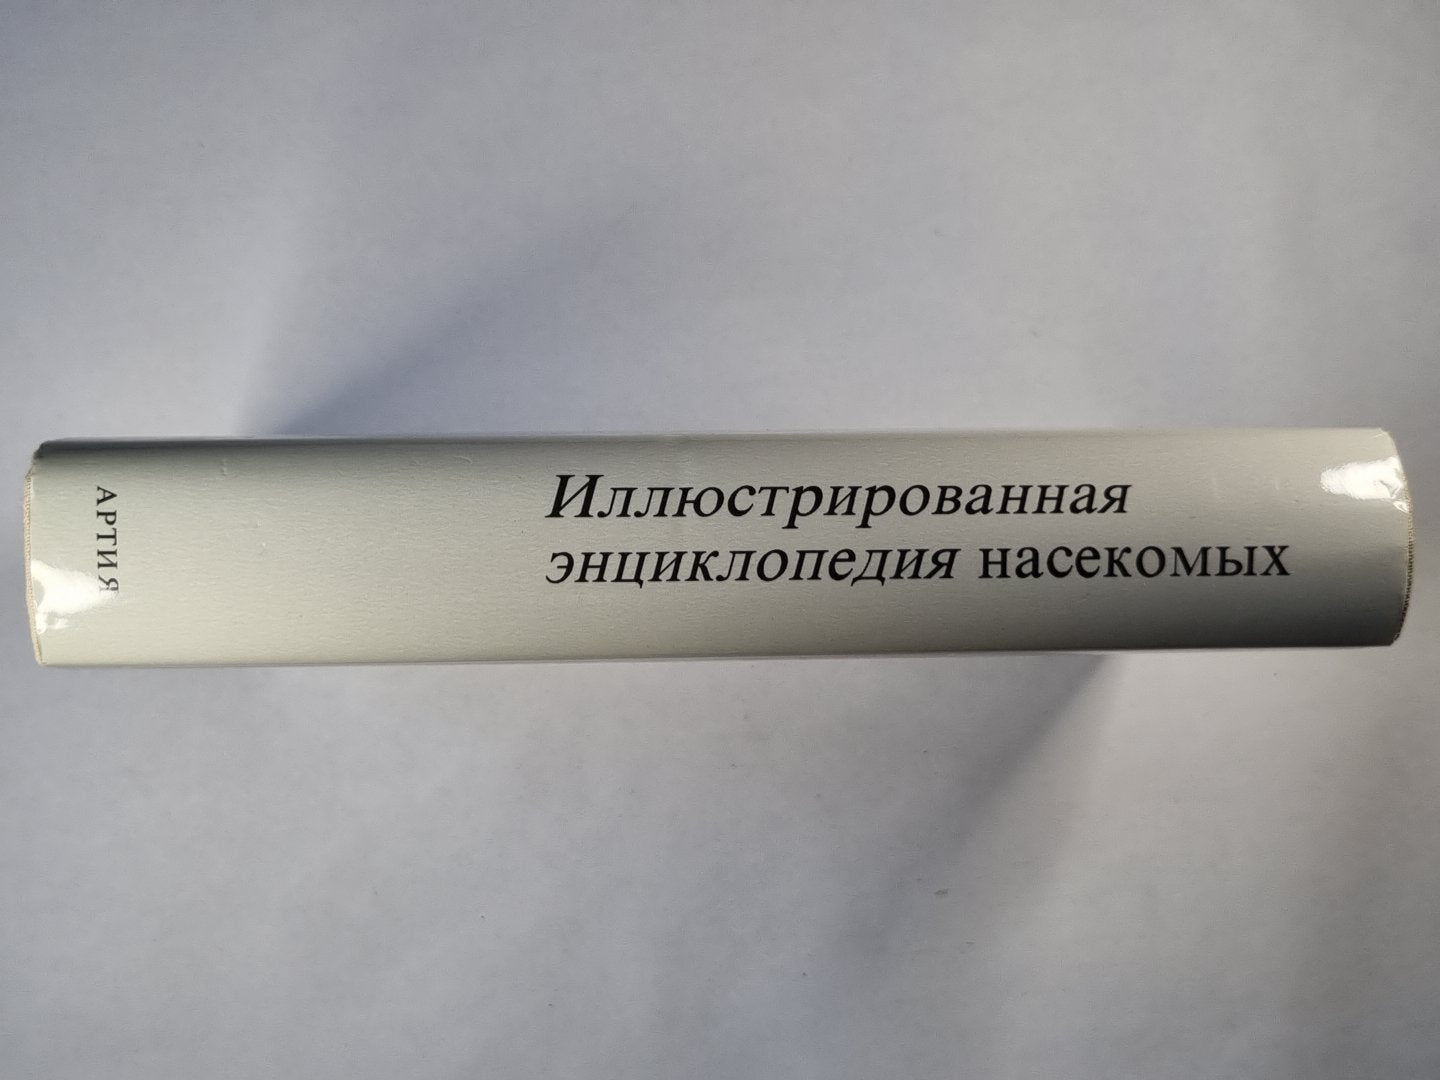 Иллюстрированная
энциклопедия насекомых
АРТИЯ